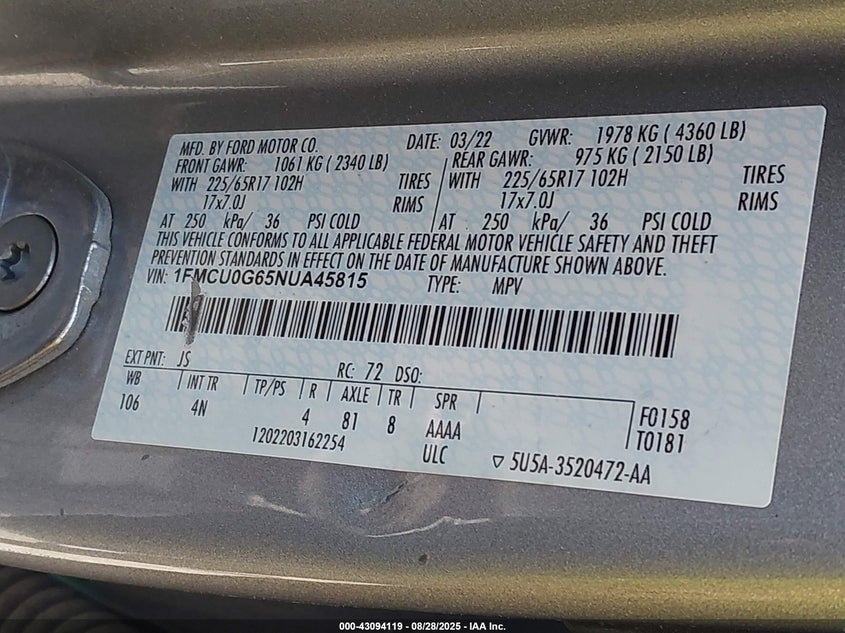 MFD. BY FORD MOTOR CO. DATE: 03/22 GVWR: 1978 KG ( 4360 LB)
FRONT GAWR: 1061 KG ( 2340 LB) REAR GAWR: 975 KG ( 2150 LB)
WITH 225/65R17 102H TIRES WITH 225/65R17 102H TIRES
17x7.0J RIMS 17x7.0J RIMS
AT 250 kPa/ 36 PSI COLD AT 250 kPa/ 36 PSI COLD
THIS VEHICLE CONFORMS TO ALL APPLICABLE FEDERAL MOTOR VEHICLE SAFETY AND THEFT
PREVENTION STANDARDS IN EFFECT ON THE DATE OF MANUFACTURE SHOWN ABOVE.
VIN: 1FMCU0G65NUA45815 TYPE: MPV
EXT PNT: JS RC: 72 DSO:
WB INT TR TP/PS R AXLE TR SPR
106 4N 4 81 8 AAAA F0158
1202203162254 ULC T0181
▽ 5U5A-3520472-AA
000-43094119 - 08/28/2025 - IAA Inc.